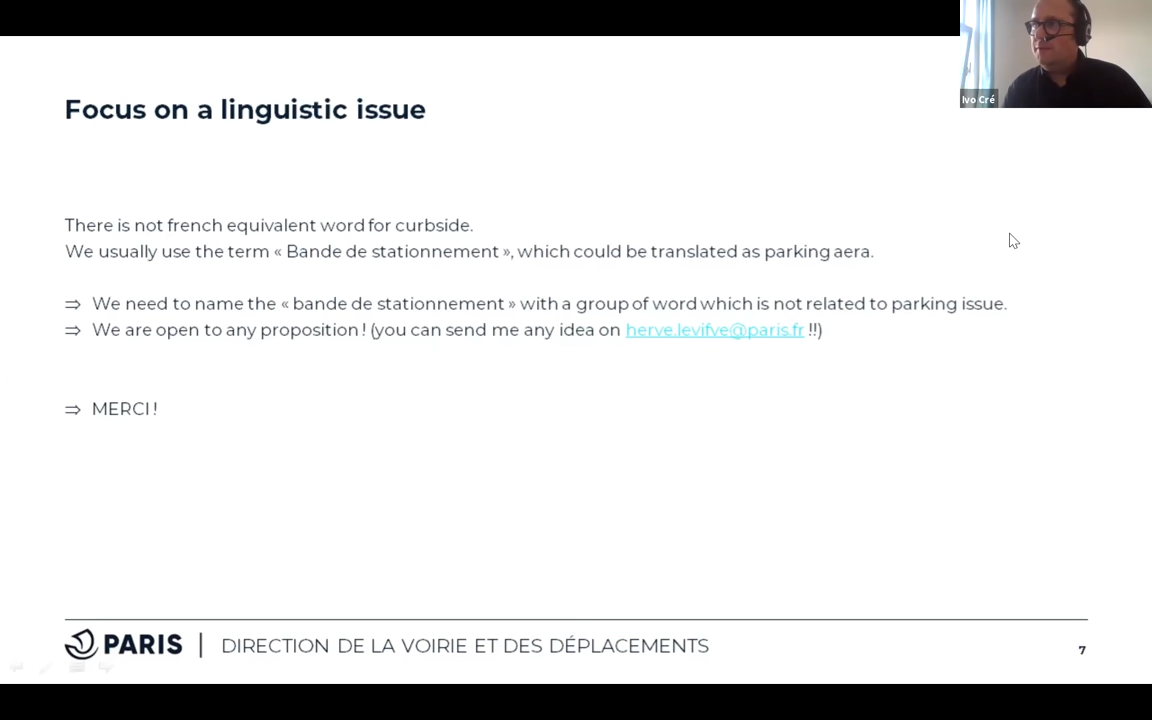 Ivo Cré
Focus on a linguistic issue
There is not french equivalent word for curbside.
We usually use the term « Bande de stationnement », which could be translated as parking aera.
⇒ We need to name the « bande de stationnement » with a group of word which is not related to parking issue.
⇒ We are open to any proposition ! (you can send me any idea on herve.levifve@paris.fr !!)
⇒ MERCI !
PARIS | DIRECTION DE LA VOIRIE ET DES DÉPLACEMENTS
7